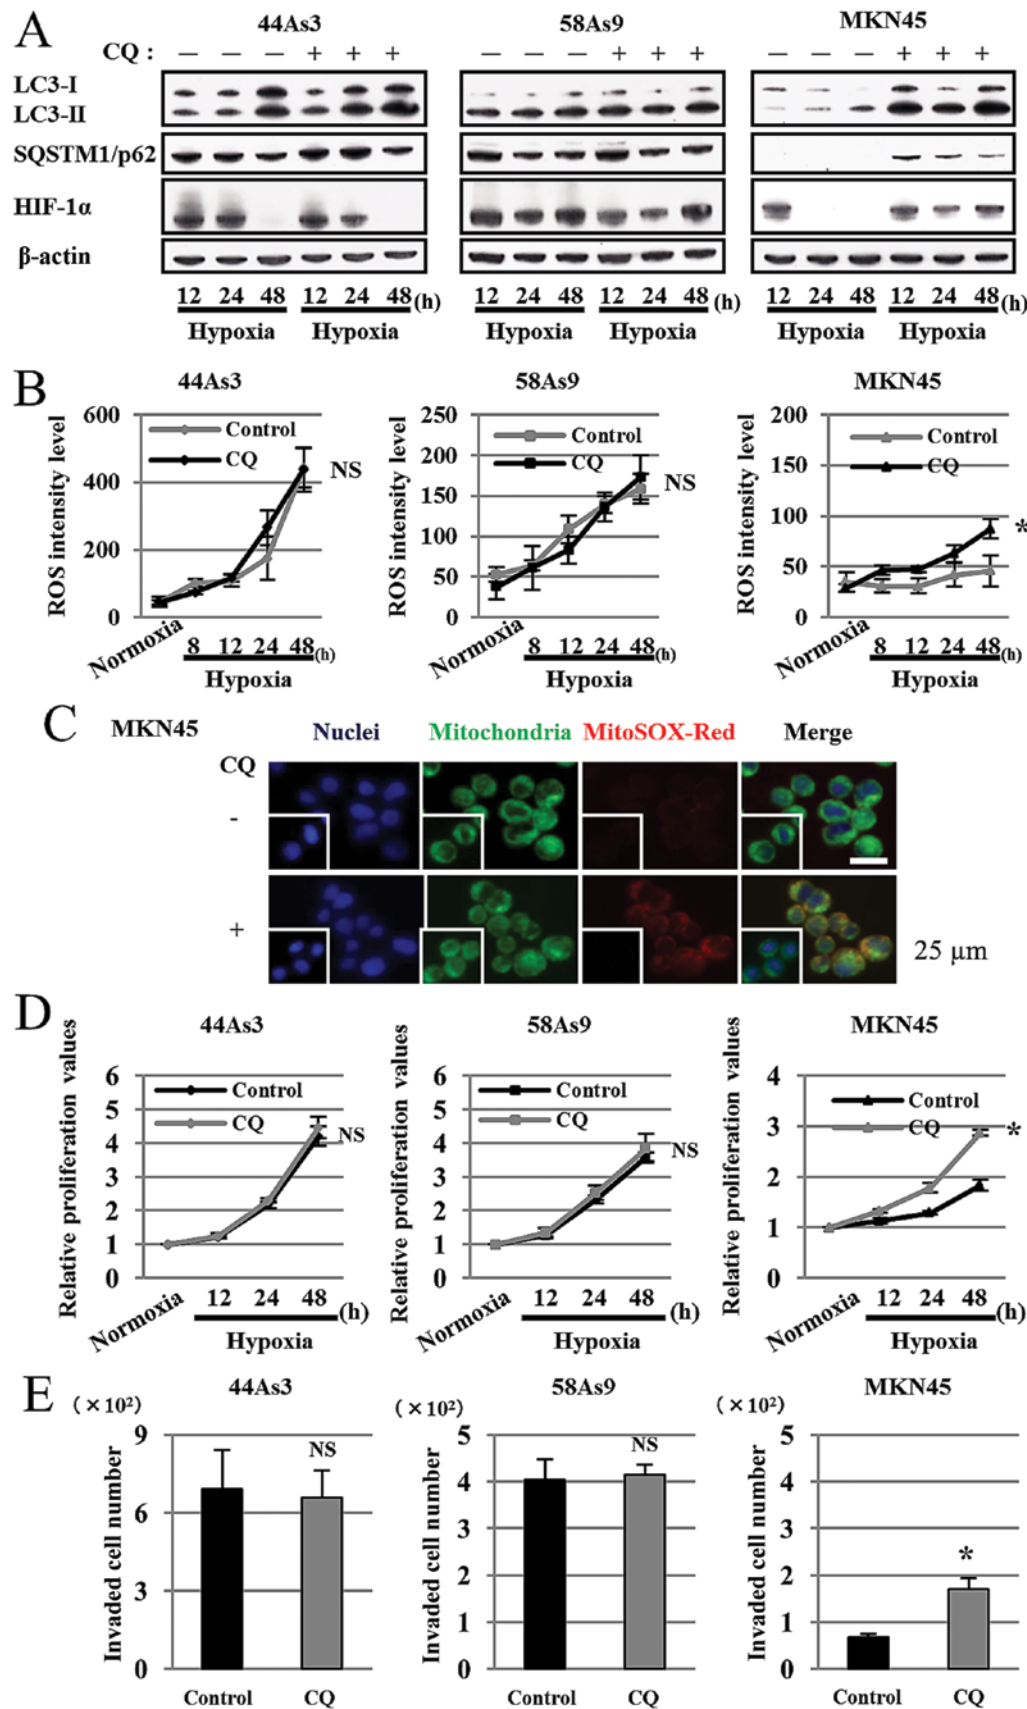 A
44As3 58As9 MKN45
CQ : − − − + + + − − − + + + − − − + + +
LC3-I
LC3-II
SQSTM1/p62
HIF-1α
β-actin
12 24 48 12 24 48 (h) 12 24 48 12 24 48 (h) 12 24 48 12 24 48 (h)
Hypoxia Hypoxia Hypoxia Hypoxia Hypoxia Hypoxia
B
44As3 58As9 MKN45
ROS intensity level
600
400
200
0
Control
CQ
NS
Normoxia 8 12 24 48 (h)
Hypoxia
ROS intensity level
250
200
150
100
50
0
Control
CQ
NS
Normoxia 8 12 24 48 (h)
Hypoxia
ROS intensity level
200
150
100
50
0
Control
CQ
*
Normoxia 8 12 24 48 (h)
Hypoxia
C
MKN45 Nuclei Mitochondria MitoSOX-Red Merge
CQ
-
+
25 μm
D
44As3 58As9 MKN45
Relative proliferation values
6
5
4
3
2
1
0
Control
CQ
NS
Normoxia 12 24 48 (h)
Hypoxia
Relative proliferation values
6
5
4
3
2
1
0
Control
CQ
NS
Normoxia 12 24 48 (h)
Hypoxia
Relative proliferation values
4
3
2
1
0
Control
CQ
*
Normoxia 12 24 48 (h)
Hypoxia
E
44As3 58As9 MKN45
(×10²)
Invaded cell number
9
6
3
0
NS
Control CQ
(×10²)
Invaded cell number
5
4
3
2
1
0
NS
Control CQ
(×10²)
Invaded cell number
5
4
3
2
1
0
*
Control CQ